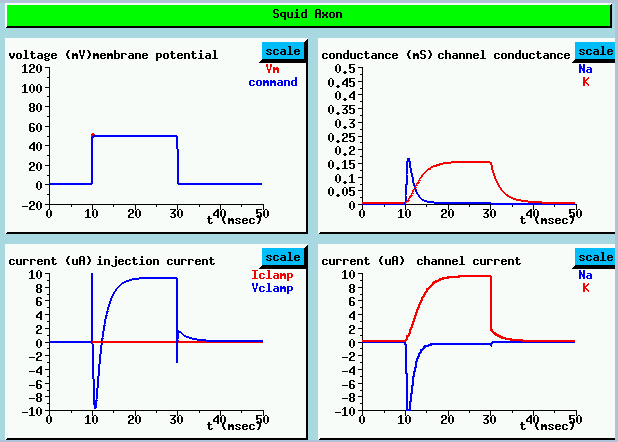 Squid Axon
scale
voltage (mV) membrane potential
Vm
command
120
100
80
60
40
20
0
-20
0 10 20 30 40 50
t (msec)
scale
conductance (mS) channel conductance
Na
K
0.5
0.45
0.4
0.35
0.3
0.25
0.2
0.15
0.1
0.05
0
0 10 20 30 40 50
t (msec)
scale
current (uA) injection current
Iclamp
Vclamp
10
8
6
4
2
0
-2
-4
-6
-8
-10
0 10 20 30 40 50
t (msec)
scale
current (uA) channel current
Na
K
10
8
6
4
2
0
-2
-4
-6
-8
-10
0 10 20 30 40 50
t (msec)